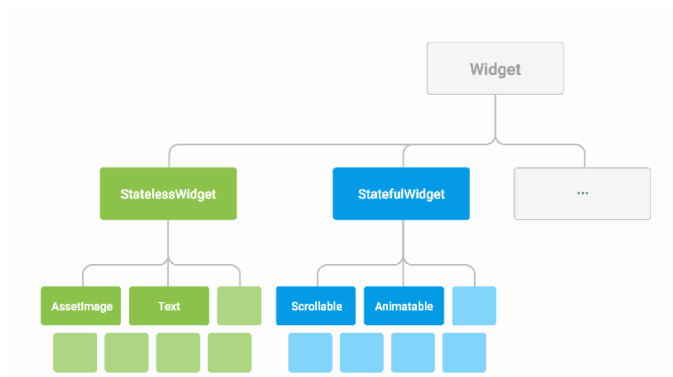 Widget
StatelessWidget
StatefulWidget
...
AssetImage
Text
Scrollable
Animatable